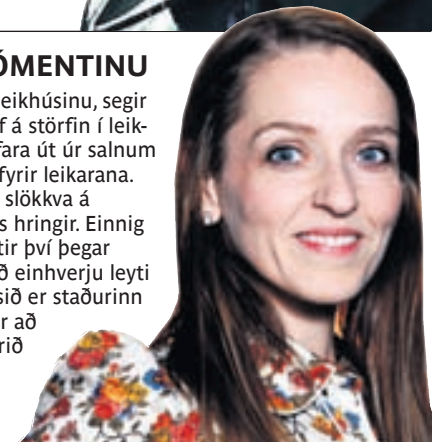 ÓMENTINU
eikhúsinu, segir
f á störfin í leik-
fara út úr salnum
fyrir leikarana.
slökkva á
s hringir. Einnig
tir því þegar
ð einhverju leyti
sið er staðurinn
r að
rið